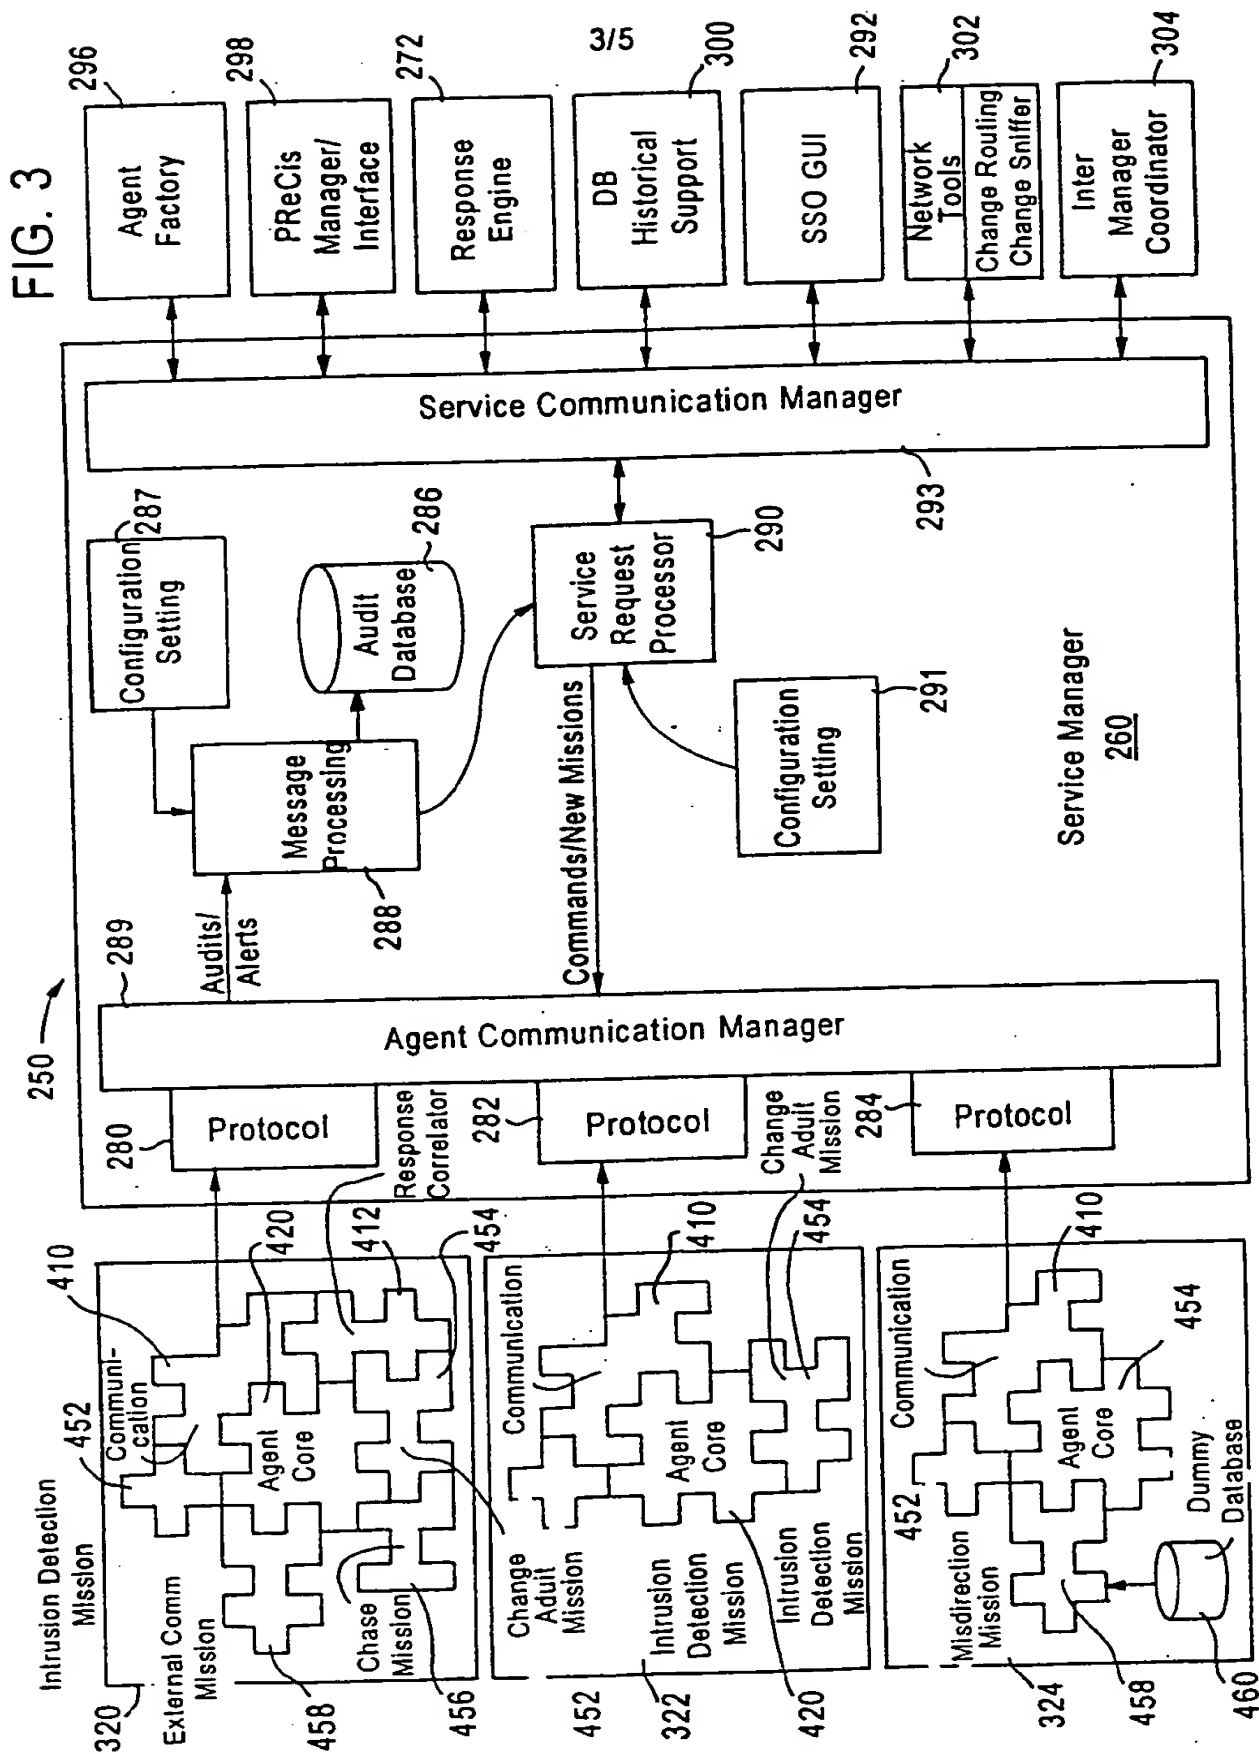 3/5
FIG. 3
296
Agent
Factory
298
PReCis
Manager/
Interface
272
Response
Engine
300
DB
Historical
Support
292
SSO GUI
302
Network
Tools
Change Routing
Change Sniffer
304
Inter
Manager
Coordinator
Service Communication Manager
293
Configuration
Setting
287
Audit
Database
286
Message
Processing
288
Service
Request
Processor
290
Configuration
Setting
291
Service Manager
260
Audits/
Alerts
Commands/New Missions
250
289
Agent Communication Manager
280
Protocol
282
Protocol
284
Protocol
Response
Correlator
Change
Adult
Mission
Intrusion Detection
Mission
320
External Comm
Mission
452
Communi-
cation
410
420
412
454
Agent
Core
458
Chase
Mission
456
Change
Aduit
Mission
Communication
410
454
Agent
Core
452
Intrusion
Detection
Mission
322
420
Intrusion
Detection
Mission
Communication
410
454
452
Agent
Core
Misdirection
Mission
324
458
Dummy
Database
460